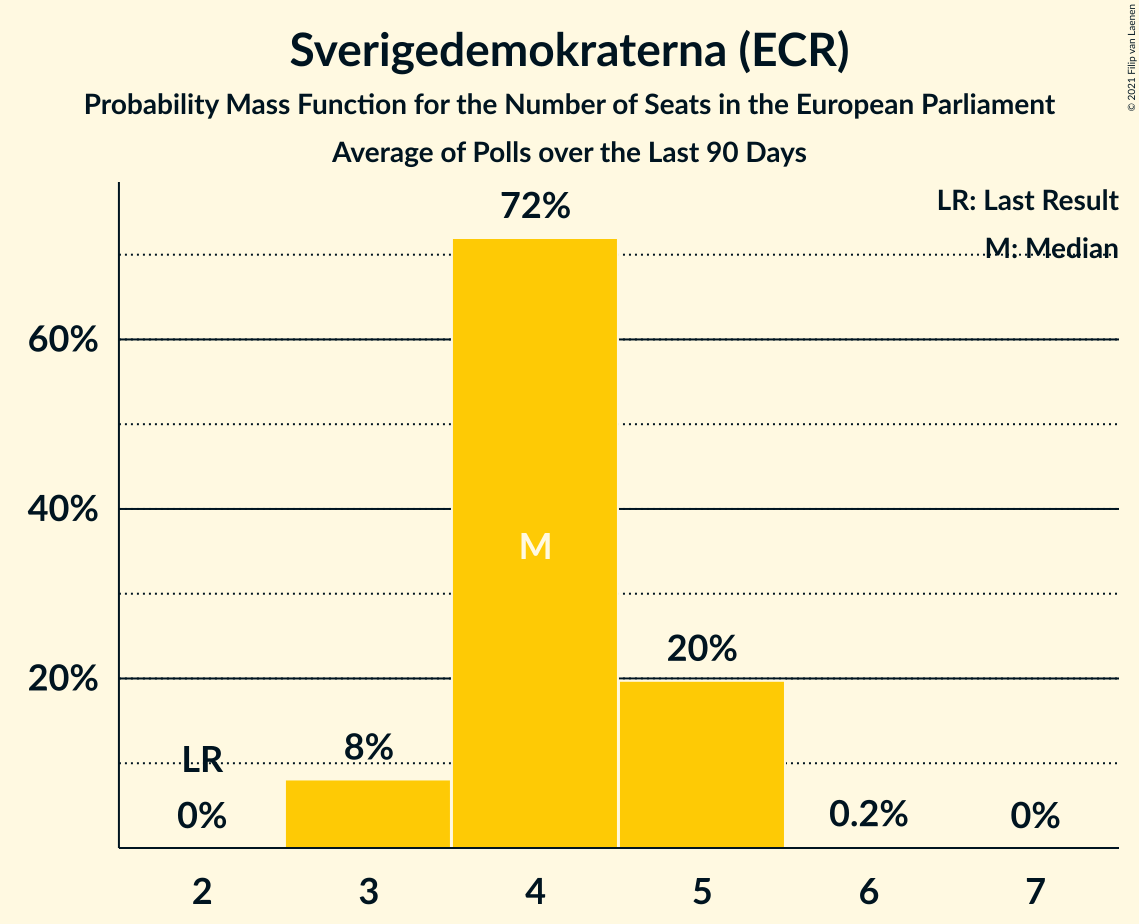 Sverigedemokraterna (ECR)
Probability Mass Function for the Number of Seats in the European Parliament
Average of Polls over the Last 90 Days
© 2021 Filip van Laenen
LR: Last Result
M: Median
72%
60%
40%
M
20%
20%
LR
8%
0%
0.2%
0%
2 3 4 5 6 7